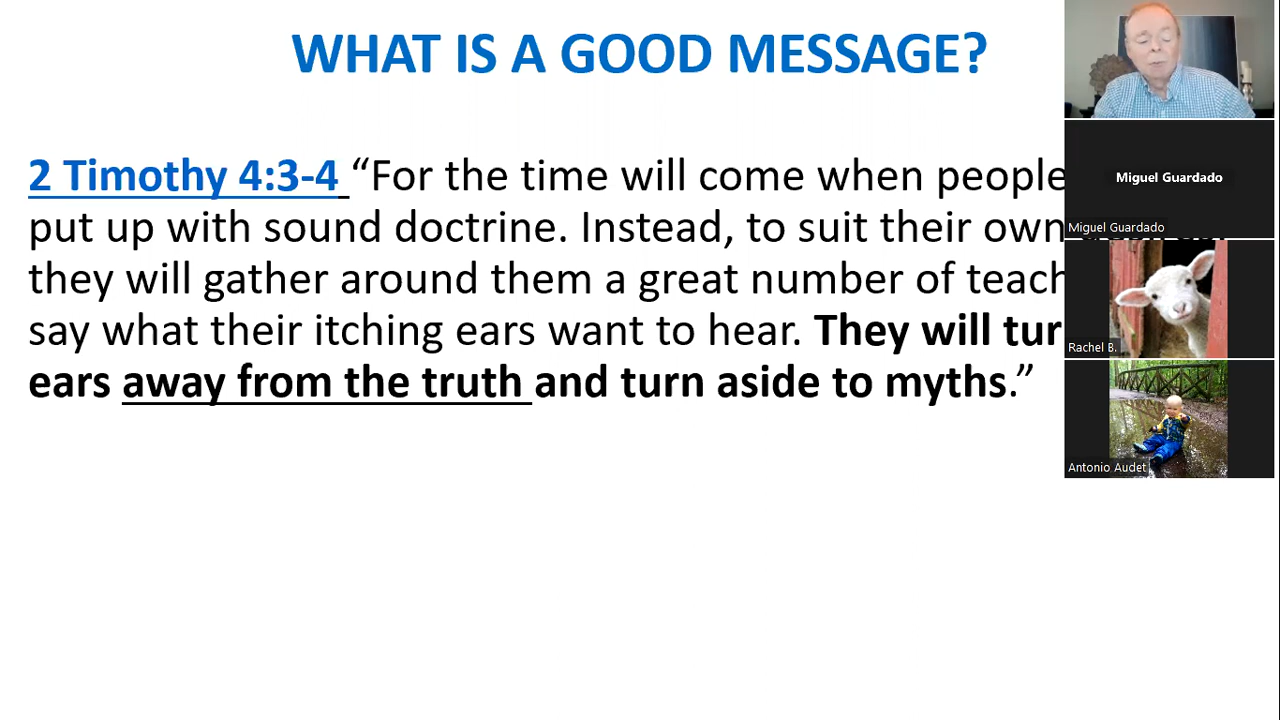 WHAT IS A GOOD MESSAGE?
2 Timothy 4:3-4 “For the time will come when people
put up with sound doctrine. Instead, to suit their own
they will gather around them a great number of teach
say what their itching ears want to hear. They will tur
ears away from the truth and turn aside to myths.”
Miguel Guardado
Miguel Guardado
Rachel B.
Antonio Audet